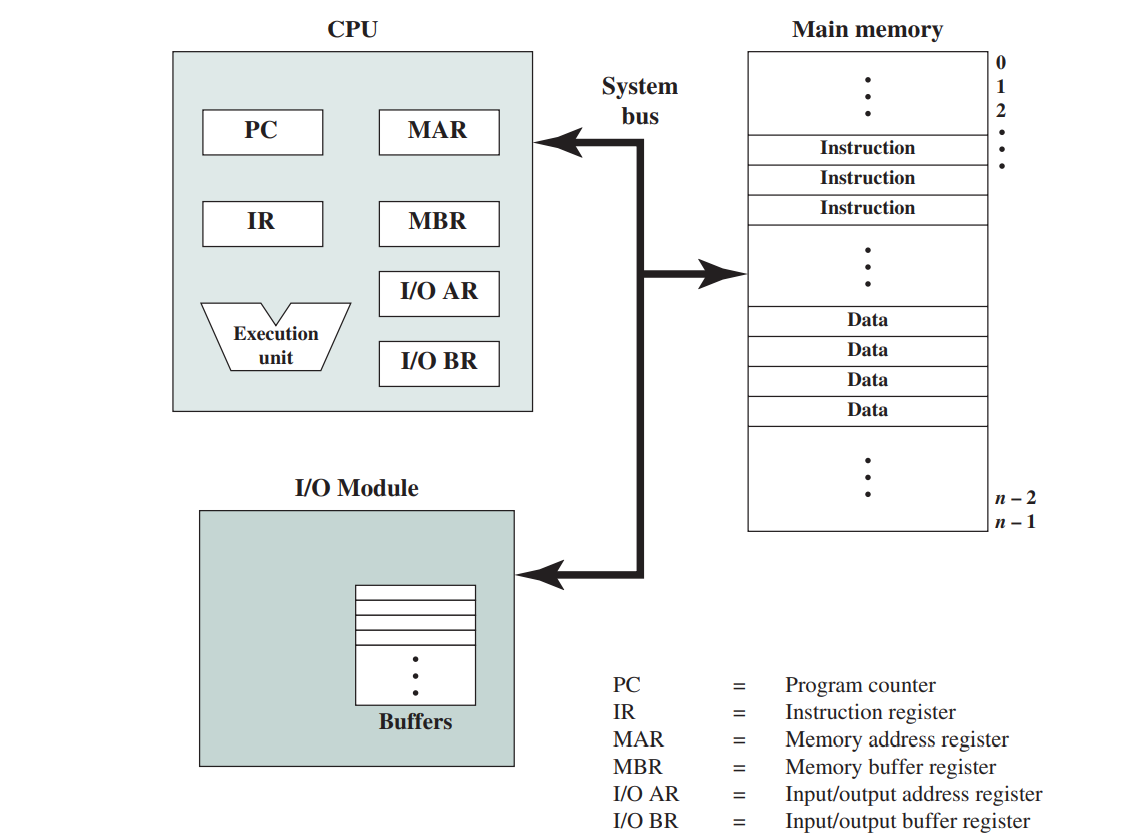 CPU
PC
MAR
IR
MBR
I/O AR
Execution
unit
I/O BR
System
bus
Main memory
0
1
2
Instruction
Instruction
Instruction
Data
Data
Data
Data
n – 2
n – 1
I/O Module
Buffers
PC = Program counter
IR = Instruction register
MAR = Memory address register
MBR = Memory buffer register
I/O AR = Input/output address register
I/O BR = Input/output buffer register